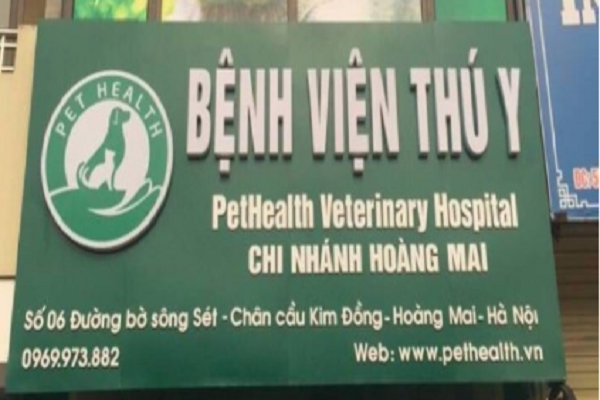 PET HEALTH
BỆNH VIỆN THÚ Y
PetHealth Veterinary Hospital
CHI NHÁNH HOÀNG MAI
Số 06 Đường bờ sông Sét - Chân cầu Kim Đồng - Hoàng Mai - Hà Nội
0969.973.882
Web: www.pethealth.vn